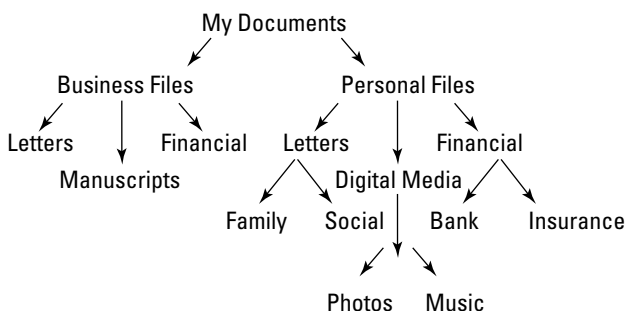 My Documents
Business Files Personal Files
Letters Financial Letters Financial
Manuscripts Digital Media
Family Social Bank Insurance
Photos Music